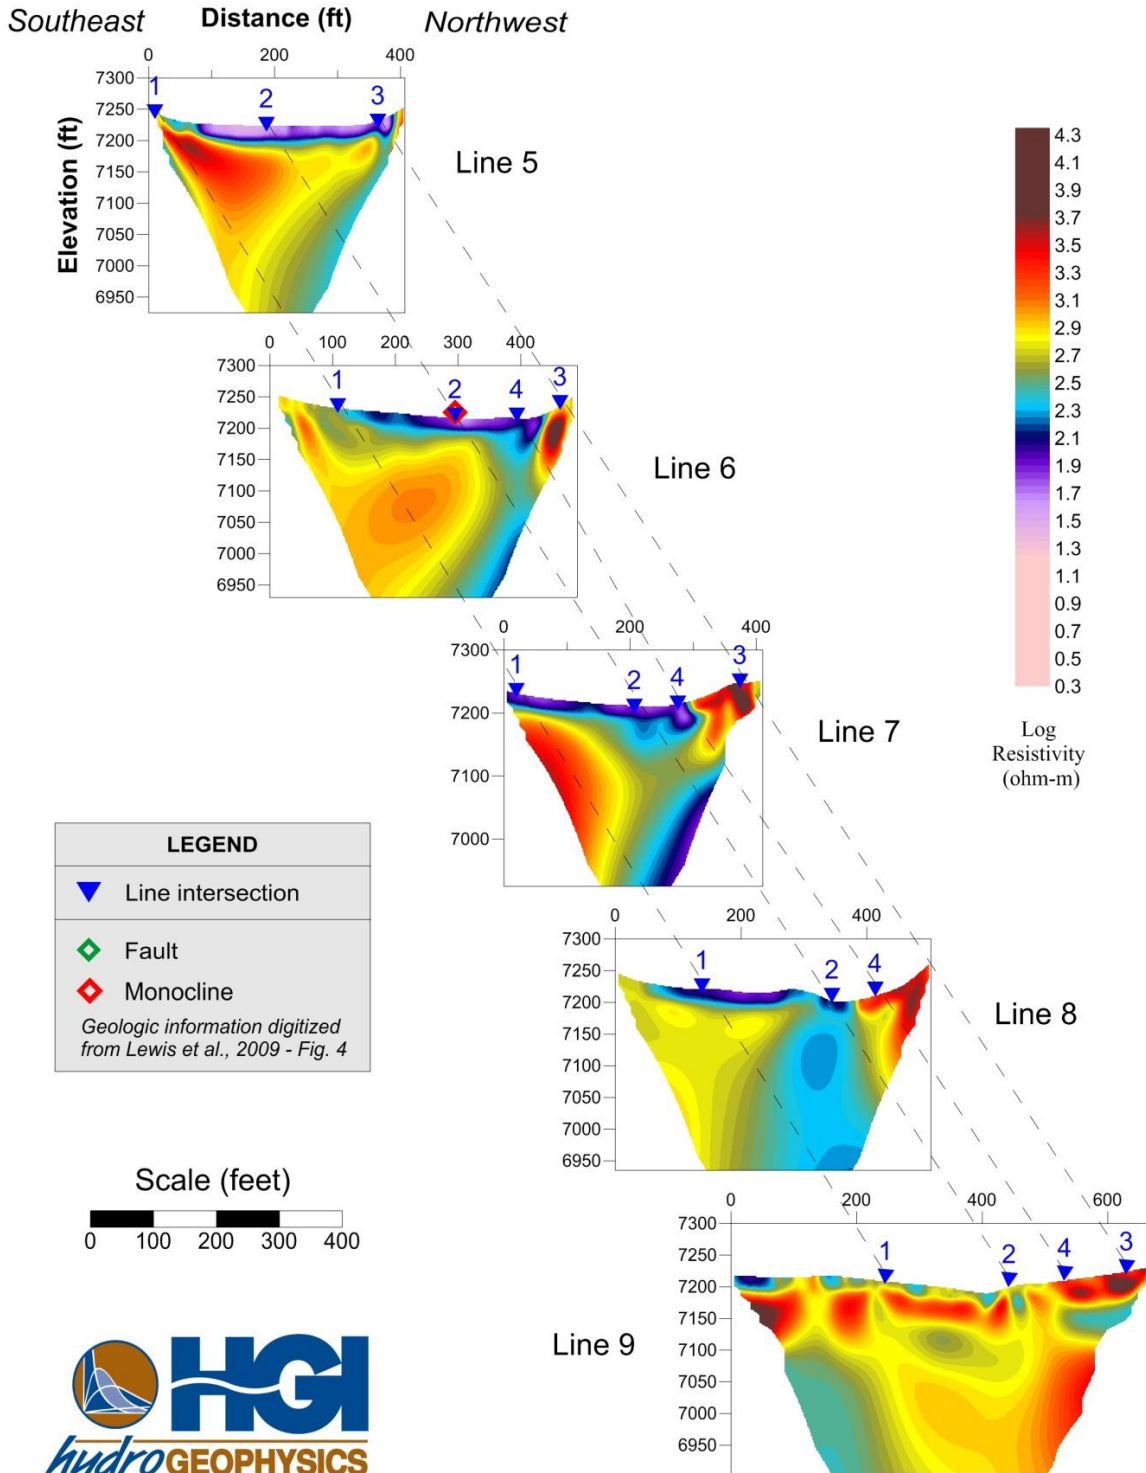 Southeast Distance (ft) Northwest
0 200 400
7300
7250
7200
7150
7100
7050
7000
6950
Elevation (ft)
1 2 3
Line 5
0 100 200 300 400
7300
7250
7200
7150
7100
7050
7000
6950
1 2 4 3
Line 6
0 200 400
7300
7200
7100
7000
1 2 4 3
Line 7
0 200 400
7300
7250
7200
7150
7100
7050
7000
6950
1 2 4
Line 8
0 200 400 600
7300
7250
7200
7150
7100
7050
7000
6950
1 2 4 3
Line 9
4.3
4.1
3.9
3.7
3.5
3.3
3.1
2.9
2.7
2.5
2.3
2.1
1.9
1.7
1.5
1.3
1.1
0.9
0.7
0.5
0.3
Log
Resistivity
(ohm-m)
LEGEND
Line intersection
Fault
Monocline
Geologic information digitized
from Lewis et al., 2009 - Fig. 4
Scale (feet)
0 100 200 300 400
HGI
hydroGEOPHYSICS